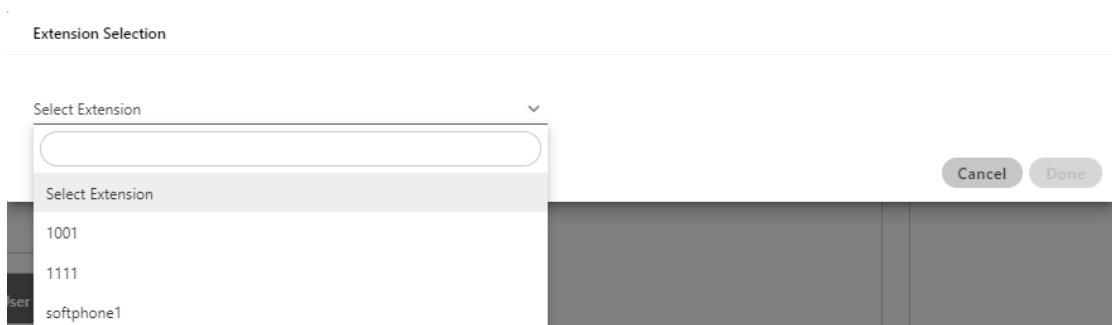 Extension Selection
Select Extension
Cancel
Done
Select Extension
1001
1111
softphone1